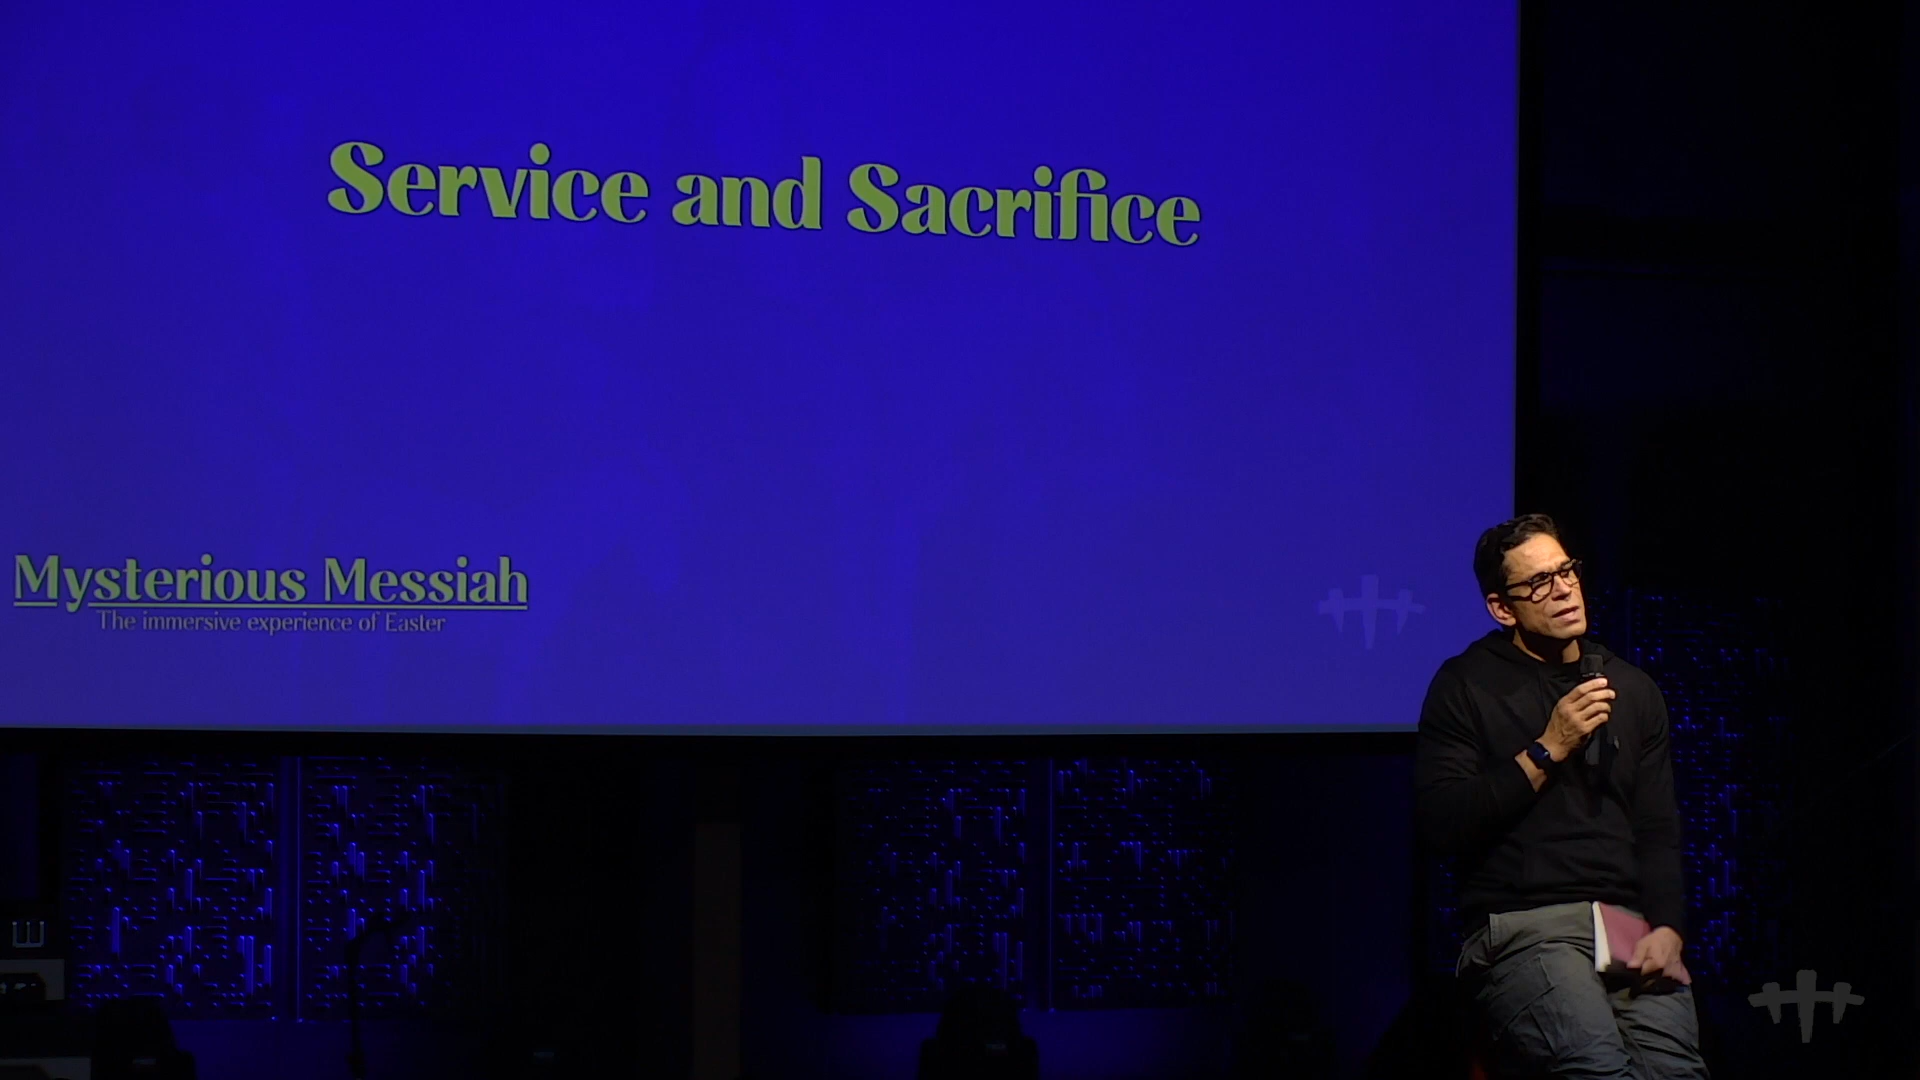 Service and Sacrifice
Mysterious Messiah
The immersive experience of Easter